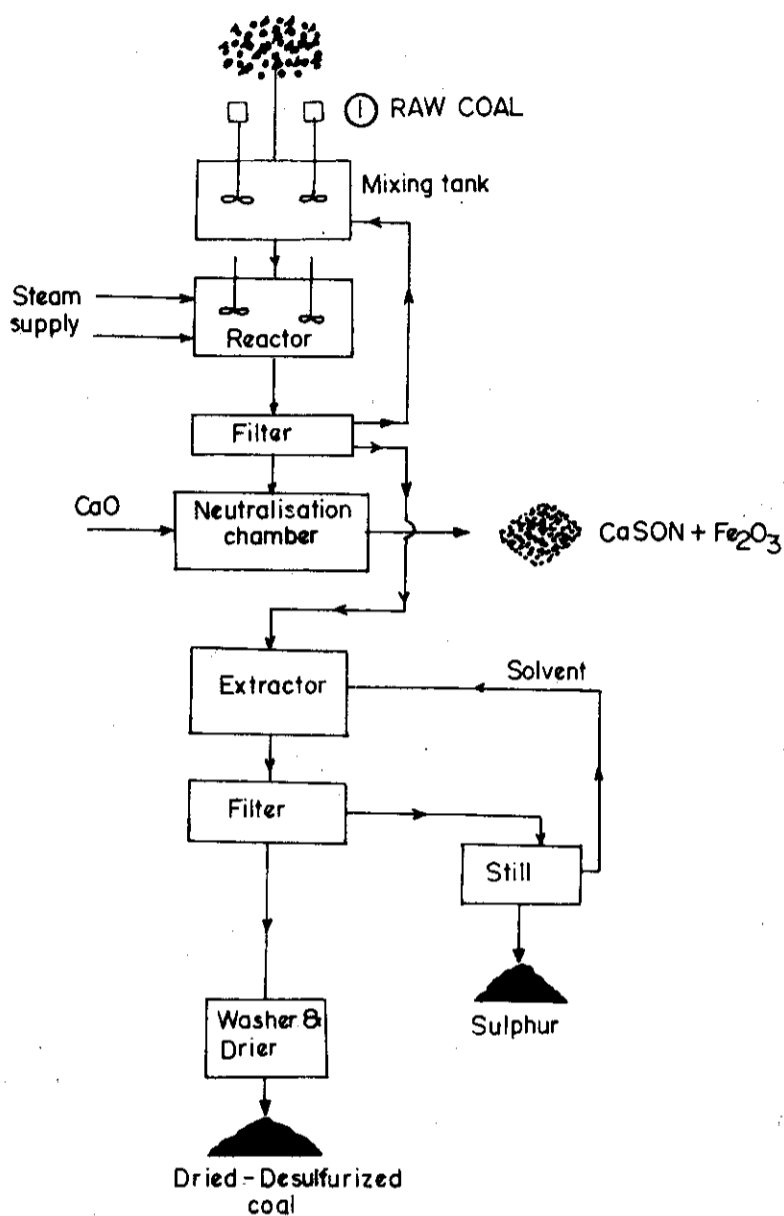 ① RAW COAL
Mixing tank
Steam
supply
Reactor
Filter
CaO
Neutralisation
chamber
CaSON + Fe₂O₃
Extractor
Solvent
Filter
Still
Washer &
Drier
Sulphur
Dried-Desulfurized
coal